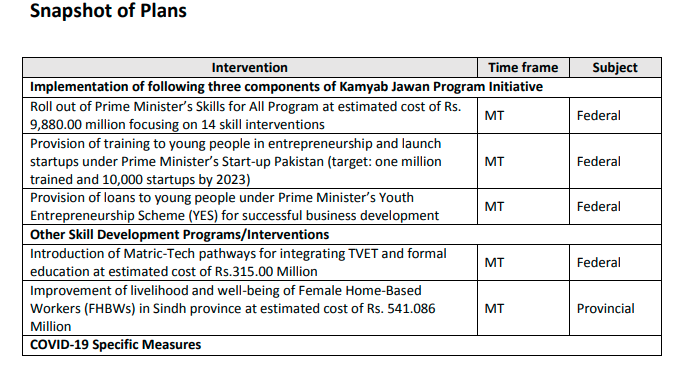 Snapshot of Plans
Intervention Time frame Subject
Implementation of following three components of Kamyab Jawan Program Initiative
Roll out of Prime Minister's Skills for All Program at estimated cost of Rs.
9,880.00 million focusing on 14 skill interventions
MT Federal
Provision of training to young people in entrepreneurship and launch
startups under Prime Minister's Start-up Pakistan (target: one million
trained and 10,000 startups by 2023)
MT Federal
Provision of loans to young people under Prime Minister's Youth
Entrepreneurship Scheme (YES) for successful business development
MT Federal
Other Skill Development Programs/Interventions
Introduction of Matric-Tech pathways for integrating TVET and formal
education at estimated cost of Rs.315.00 Million
MT Federal
Improvement of livelihood and well-being of Female Home-Based
Workers (FHBWs) in Sindh province at estimated cost of Rs. 541.086
Million
MT Provincial
COVID-19 Specific Measures